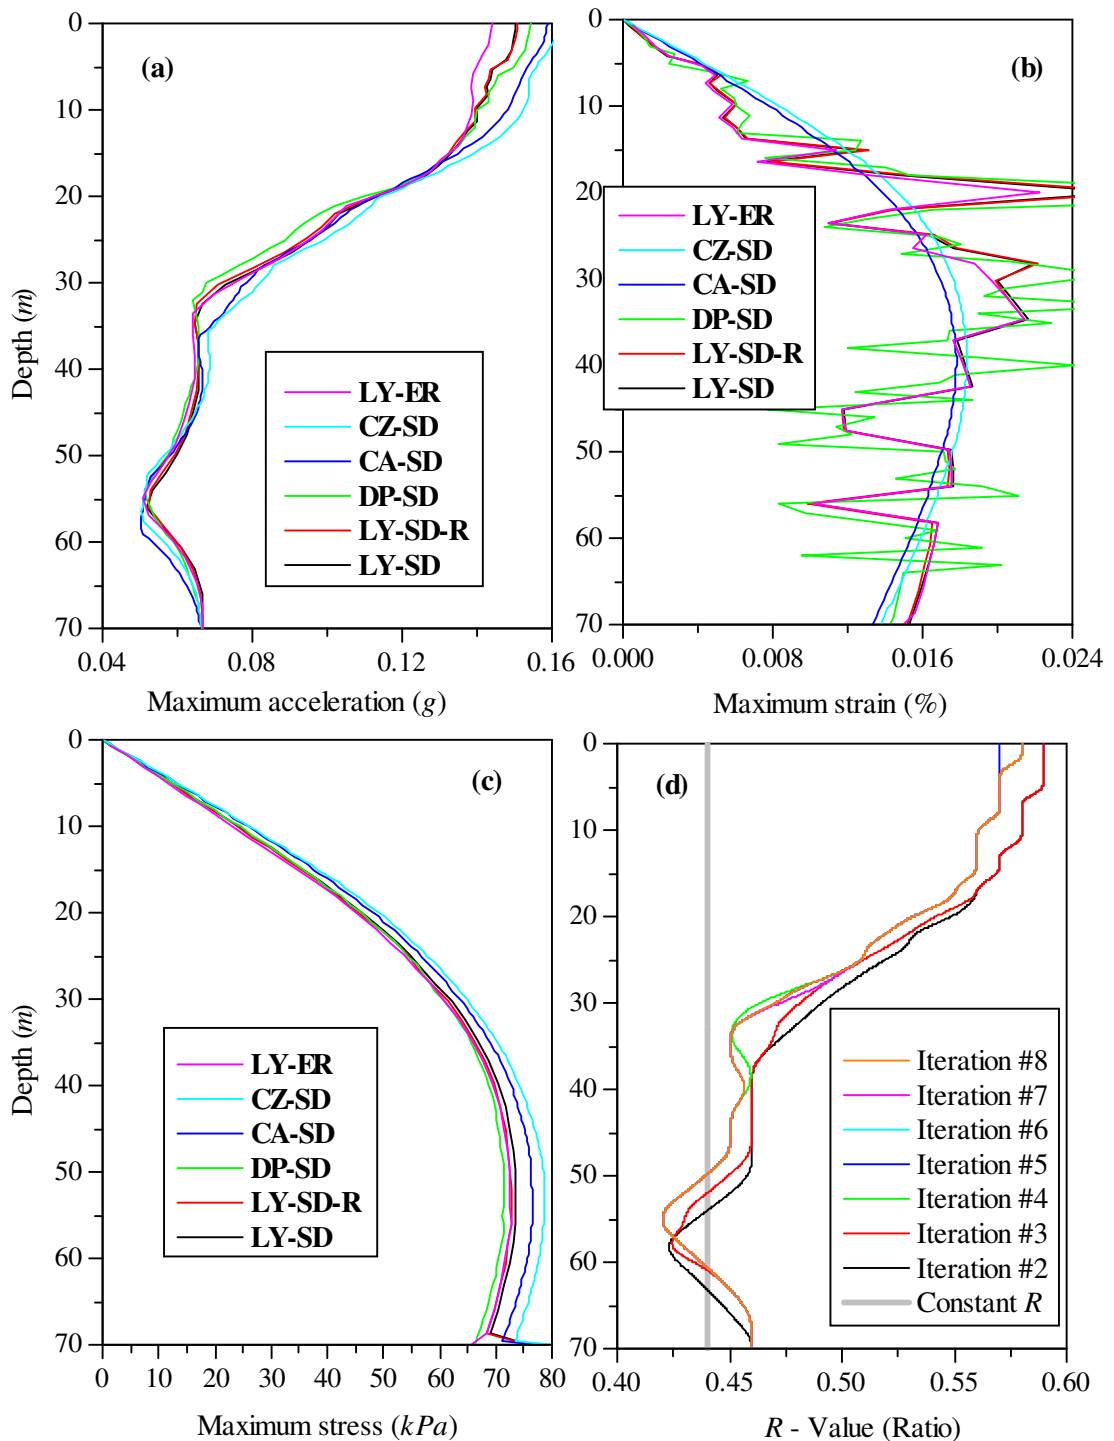 (a)
0
10
20
30
40
50
60
70
Depth (m)
LY-ER
CZ-SD
CA-SD
DP-SD
LY-SD-R
LY-SD
0.04
0.08
0.12
0.16
Maximum acceleration (g)
(b)
0
10
20
30
40
50
60
70
LY-ER
CZ-SD
CA-SD
DP-SD
LY-SD-R
LY-SD
0.000
0.008
0.016
0.024
Maximum strain (%)
(c)
0
10
20
30
40
50
60
70
Depth (m)
LY-ER
CZ-SD
CA-SD
DP-SD
LY-SD-R
LY-SD
0
10
20
30
40
50
60
70
80
Maximum stress (kPa)
(d)
0
10
20
30
40
50
60
70
Iteration #8
Iteration #7
Iteration #6
Iteration #5
Iteration #4
Iteration #3
Iteration #2
Constant R
0.40
0.45
0.50
0.55
0.60
R - Value (Ratio)